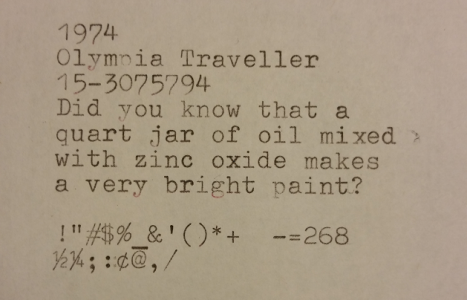 1974
Olympia Traveller
15-3075794
Did you know that a
quart jar of oil mixed
with zinc oxide makes
a very bright paint?
!"#$%_&'()*+ -=268
½¼;:¢@,/